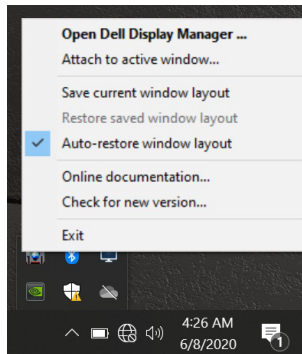 Open Dell Display Manager ...
Attach to active window...
Save current window layout
Restore saved window layout
Auto-restore window layout
Online documentation...
Check for new version...
Exit
4:26 AM
6/8/2020
1